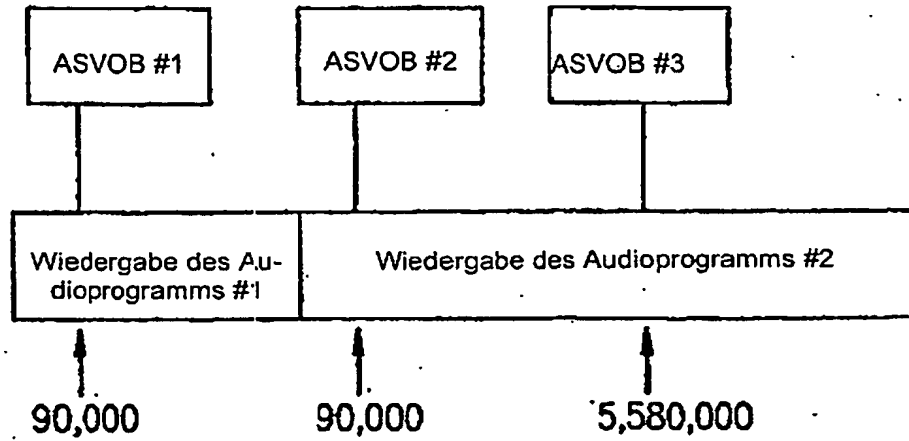 ASVOB #1
ASVOB #2
ASVOB #3
Wiedergabe des Au-
dioprogramms #1
Wiedergabe des Audioprogramms #2
90,000
90,000
5,580,000